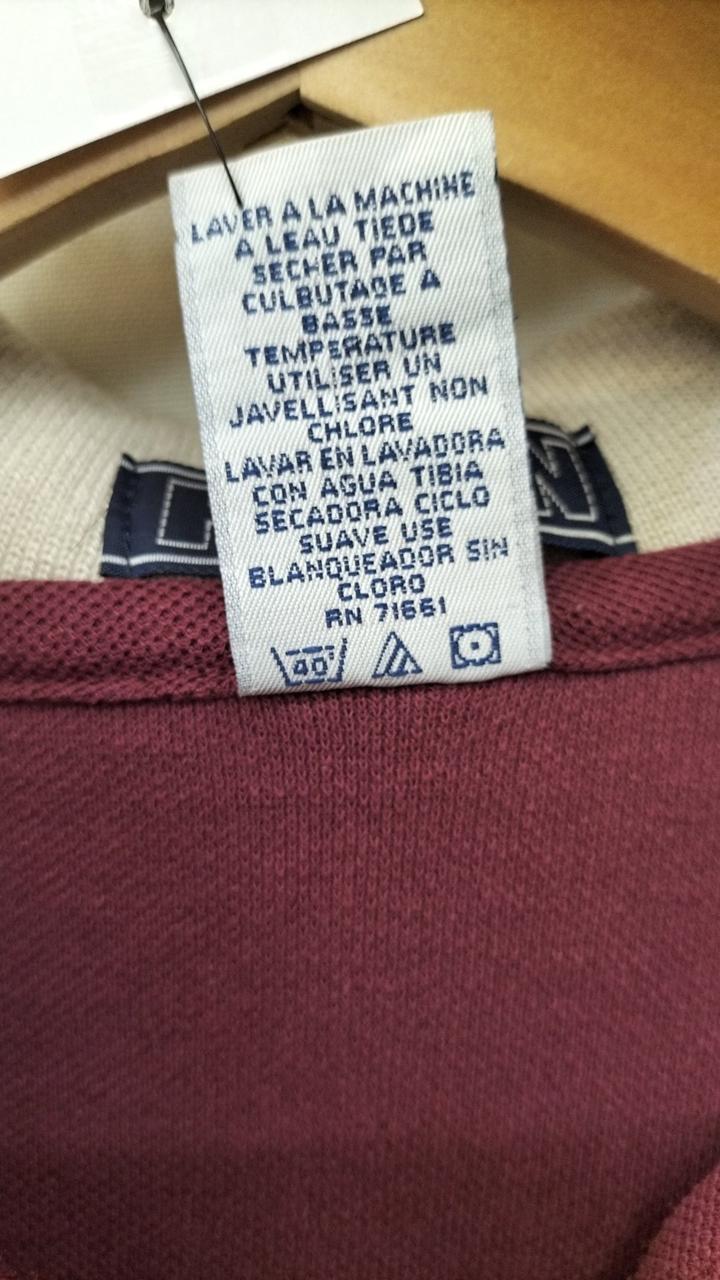 LAVER A LA MACHINE
A LEAU TIEDE
SECHER PAR
CULBUTAGE A
BASSE
TEMPERATURE
UTILISER UN
JAVELLISANT NON
CHLORE
LAVAR EN LAVADORA
CON AGUA TIBIA
SECADORA CICLO
SUAVE USE
BLANQUEADOR SIN
CLORO
RN 71661
40°